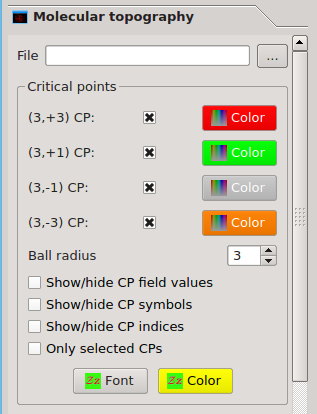 Molecular topography
File ...
Critical points
(3,+3) CP: Color
(3,+1) CP: Color
(3,-1) CP: Color
(3,-3) CP: Color
Ball radius 3
Show/hide CP field values
Show/hide CP symbols
Show/hide CP indices
Only selected CPs
Zz Font Zz Color